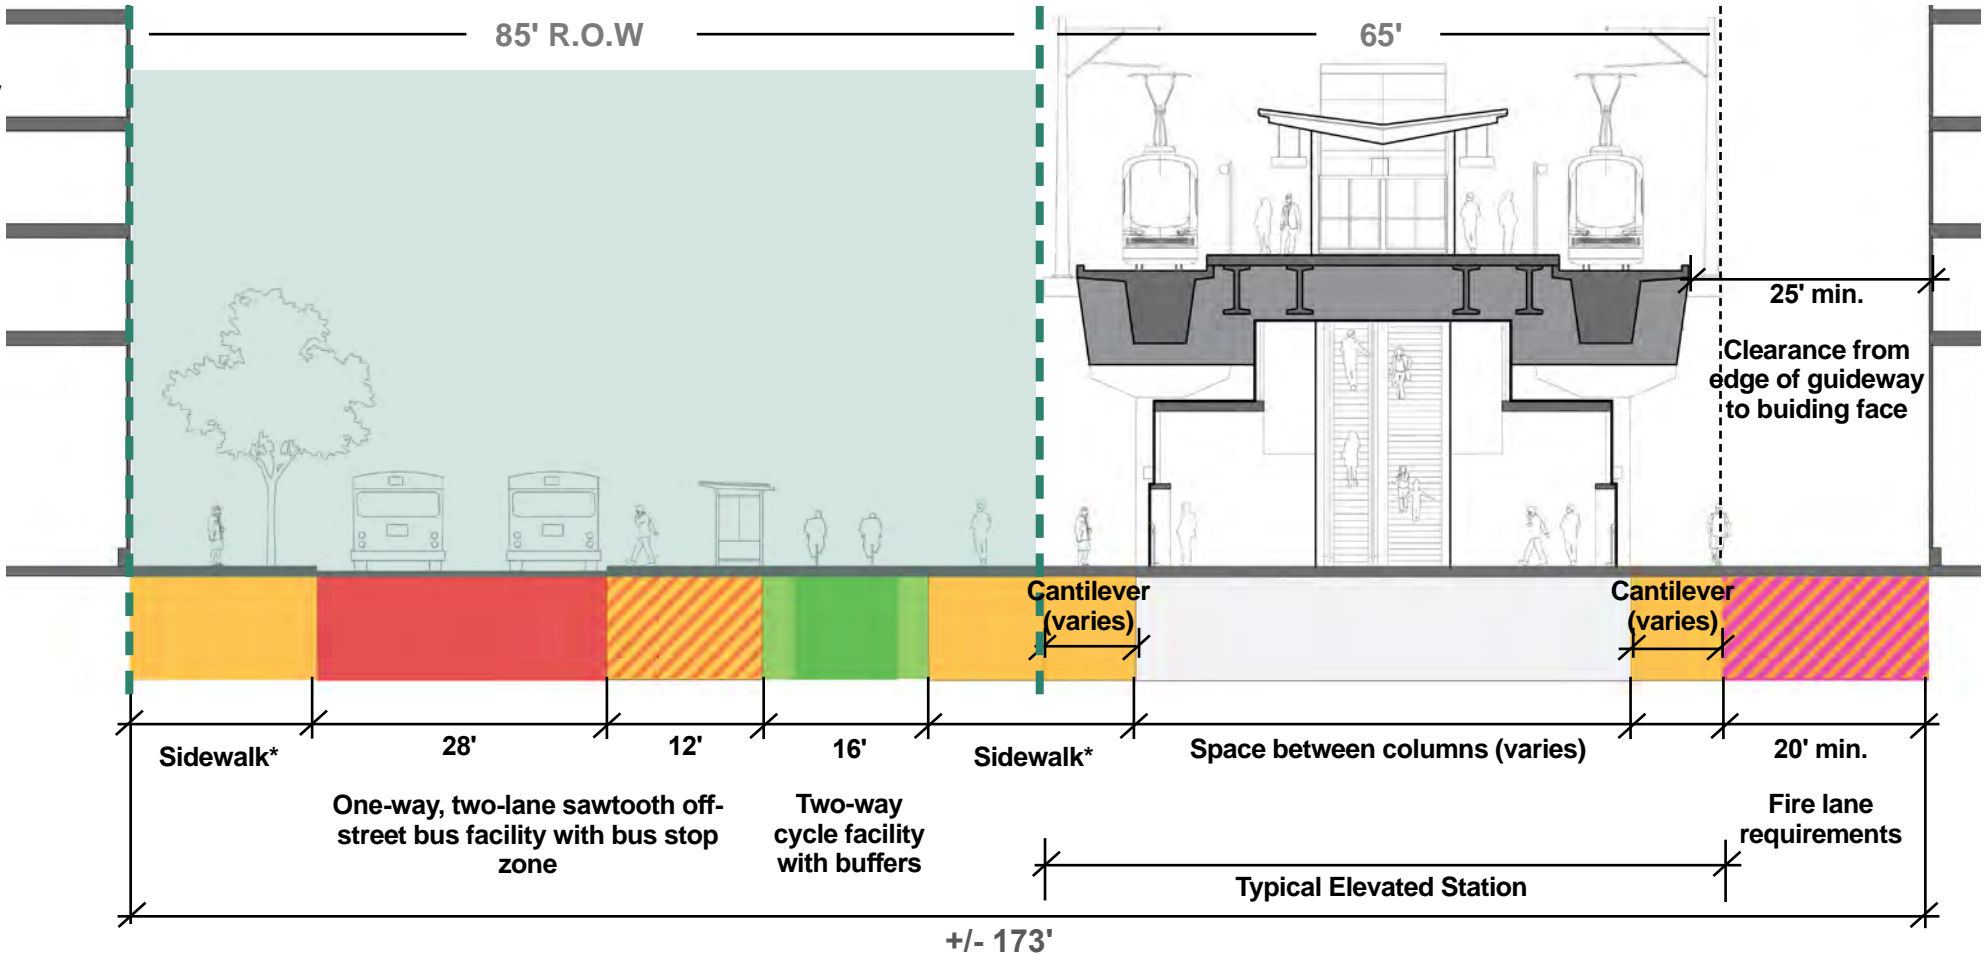 85' R.O.W
65'
25' min.
Clearance from
edge of guideway
to buiding face
Cantilever
(varies)
Cantilever
(varies)
Sidewalk*
28'
12'
16'
Sidewalk*
Space between columns (varies)
20' min.
One-way, two-lane sawtooth off-
street bus facility with bus stop
zone
Two-way
cycle facility
with buffers
Fire lane
requirements
Typical Elevated Station
+/- 173'